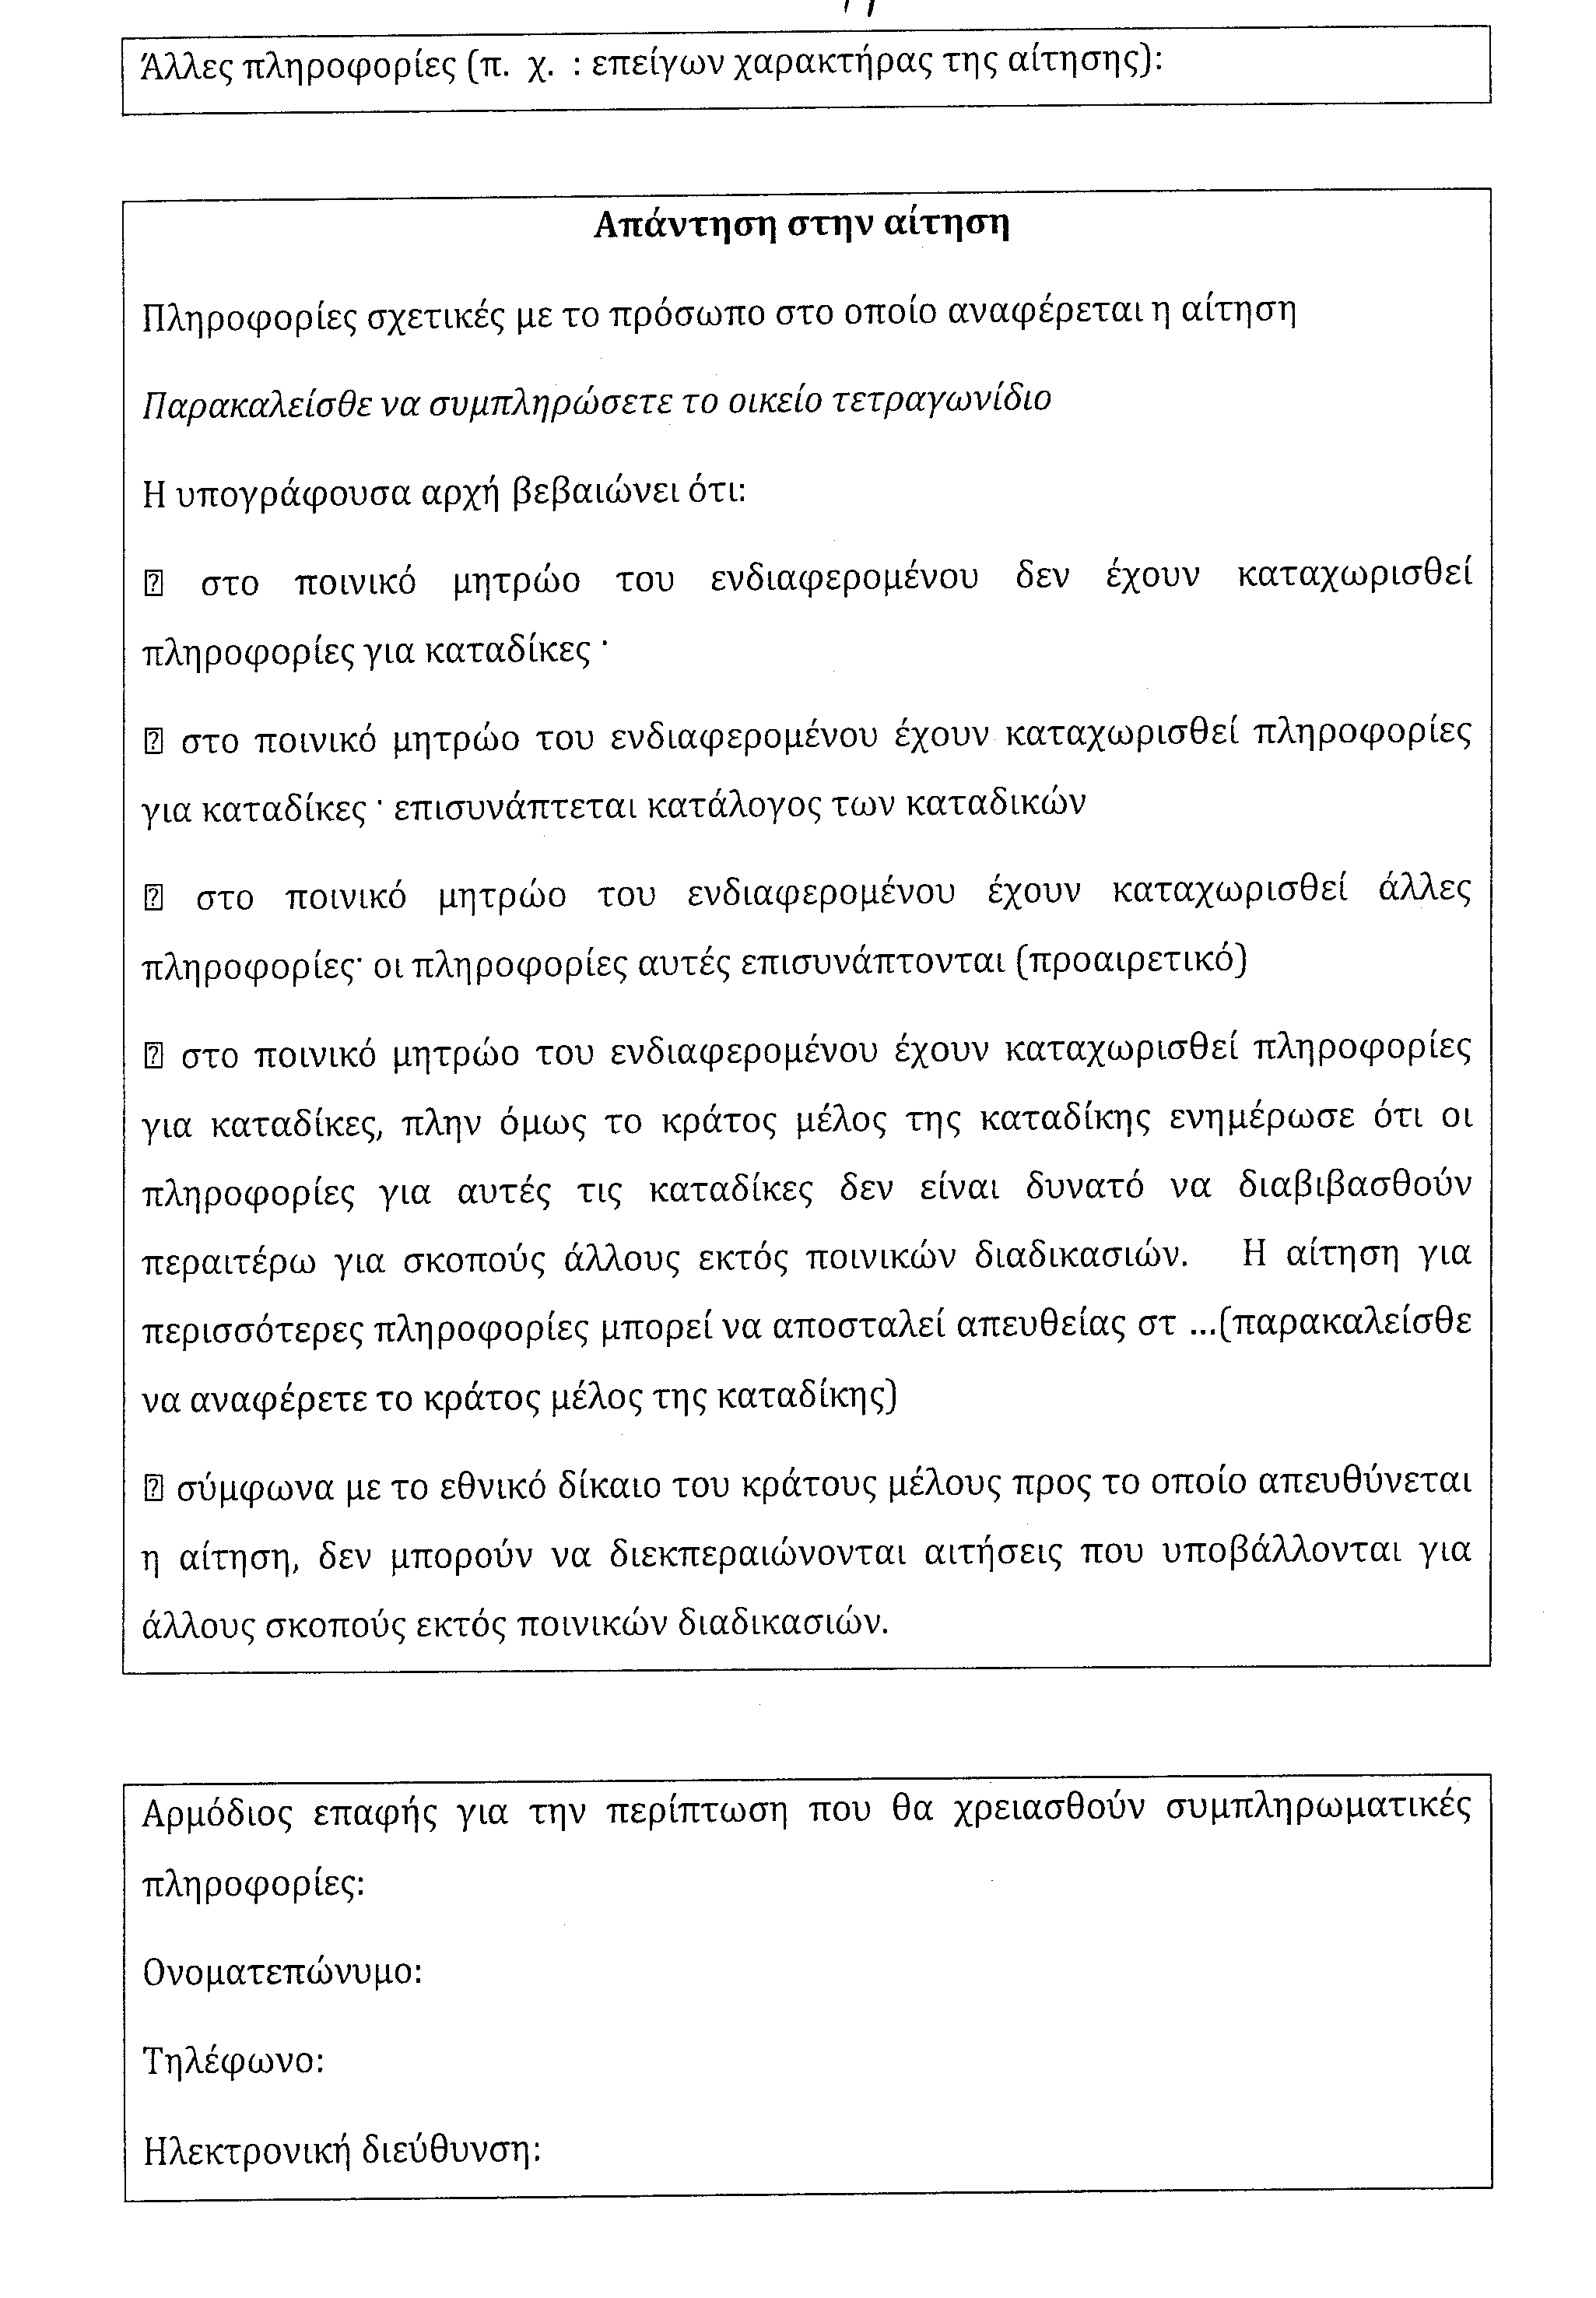 Άλλες πληροφορίες (π. χ. : επείγων χαρακτήρας της αίτησης):
Απάντηση στην αίτηση
Πληροφορίες σχετικές με το πρόσωπο στο οποίο αναφέρεται η αίτηση
Παρακαλείσθε να συμπληρώσετε το οικείο τετραγωνίδιο
Η υπογράφουσα αρχή βεβαιώνει ότι:
⍰ στο ποινικό μητρώο του ενδιαφερομένου δεν έχουν καταχωρισθεί
πληροφορίες για καταδίκες ·
⍰ στο ποινικό μητρώο του ενδιαφερομένου έχουν καταχωρισθεί πληροφορίες
για καταδίκες · επισυνάπτεται κατάλογος των καταδικών
⍰ στο ποινικό μητρώο του ενδιαφερομένου έχουν καταχωρισθεί άλλες
πληροφορίες· οι πληροφορίες αυτές επισυνάπτονται (προαιρετικό)
⍰ στο ποινικό μητρώο του ενδιαφερομένου έχουν καταχωρισθεί πληροφορίες
για καταδίκες, πλην όμως το κράτος μέλος της καταδίκης ενημέρωσε ότι οι
πληροφορίες για αυτές τις καταδίκες δεν είναι δυνατό να διαβιβασθούν
περαιτέρω για σκοπούς άλλους εκτός ποινικών διαδικασιών. Η αίτηση για
περισσότερες πληροφορίες μπορεί να αποσταλεί απευθείας στ ...(παρακαλείσθε
να αναφέρετε το κράτος μέλος της καταδίκης)
⍰ σύμφωνα με το εθνικό δίκαιο του κράτους μέλους προς το οποίο απευθύνεται
η αίτηση, δεν μπορούν να διεκπεραιώνονται αιτήσεις που υποβάλλονται για
άλλους σκοπούς εκτός ποινικών διαδικασιών.
Αρμόδιος επαφής για την περίπτωση που θα χρειασθούν συμπληρωματικές
πληροφορίες:
Ονοματεπώνυμο:
Τηλέφωνο:
Ηλεκτρονική διεύθυνση: